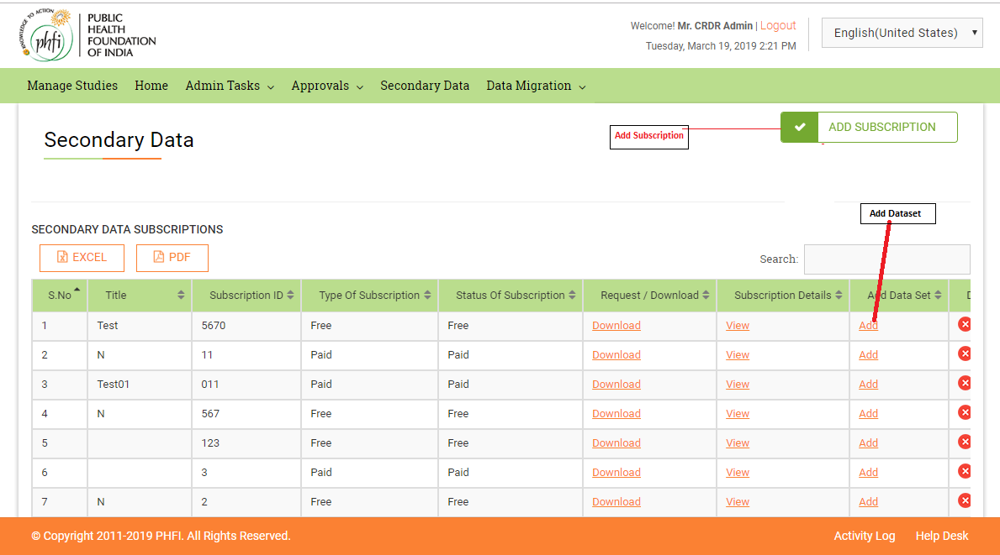 KNOWLEDGE TO ACTION
phfi
PUBLIC
HEALTH
FOUNDATION
OF INDIA
Welcome! Mr. CRDR Admin | Logout
Tuesday, March 19, 2019 2:21 PM
English(United States)
Manage Studies Home Admin Tasks Approvals Secondary Data Data Migration
Secondary Data
Add Subscription
ADD SUBSCRIPTION
Add Dataset
SECONDARY DATA SUBSCRIPTIONS
EXCEL PDF
Search:
S.No Title Subscription ID Type Of Subscription Status Of Subscription Request / Download Subscription Details Add Data Set D
1 Test 5670 Free Free Download View Add
2 N 11 Paid Paid Download View Add
3 Test01 011 Paid Paid Download View Add
4 N 567 Free Free Download View Add
5 123 Free Free Download View Add
6 3 Paid Paid Download View Add
7 N 2 Free Free Download View Add
© Copyright 2011-2019 PHFI. All Rights Reserved.
Activity Log Help Desk